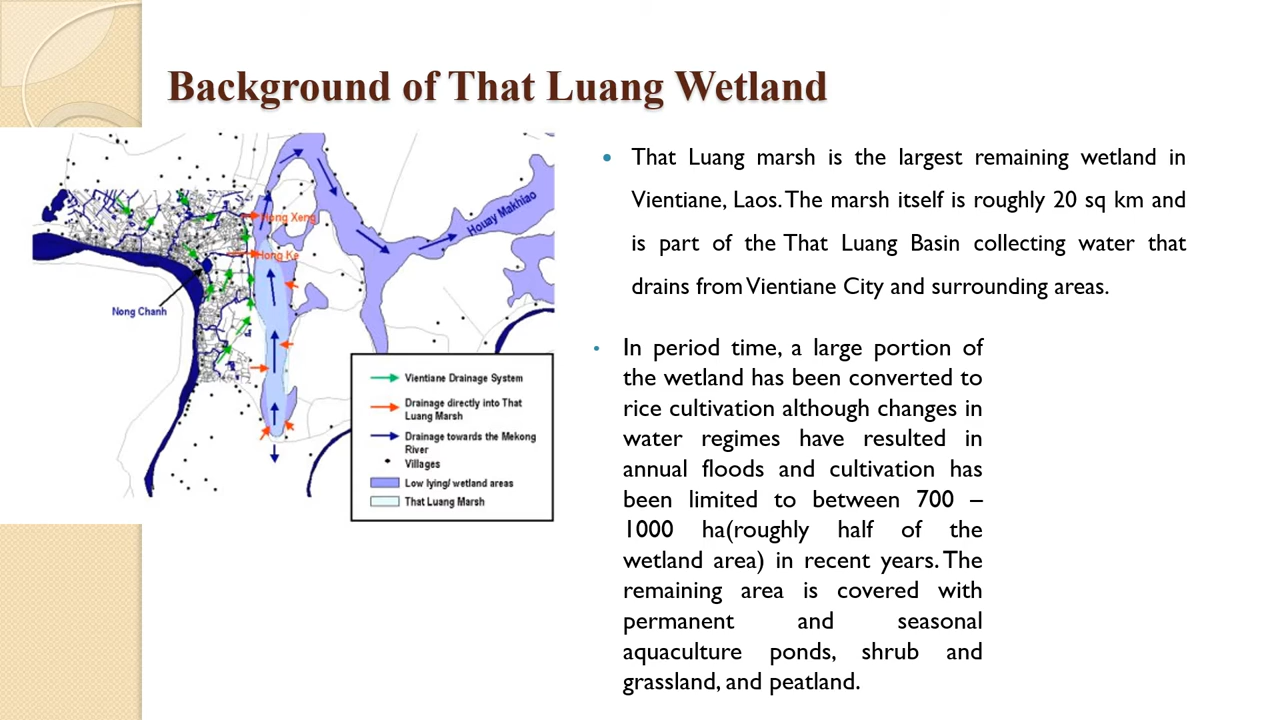 Background of That Luang Wetland
Hong Xeng
Hong Ke
Houay Makhiao
Nong Chanh
Vientiane Drainage System
Drainage directly into That
Luang Marsh
Drainage towards the Mekong
River
Villages
Low lying/ wetland areas
That Luang Marsh
• That Luang marsh is the largest remaining wetland in
Vientiane, Laos. The marsh itself is roughly 20 sq km and
is part of the That Luang Basin collecting water that
drains from Vientiane City and surrounding areas.
• In period time, a large portion of
the wetland has been converted to
rice cultivation although changes in
water regimes have resulted in
annual floods and cultivation has
been limited to between 700 –
1000 ha(roughly half of the
wetland area) in recent years. The
remaining area is covered with
permanent and seasonal
aquaculture ponds, shrub and
grassland, and peatland.